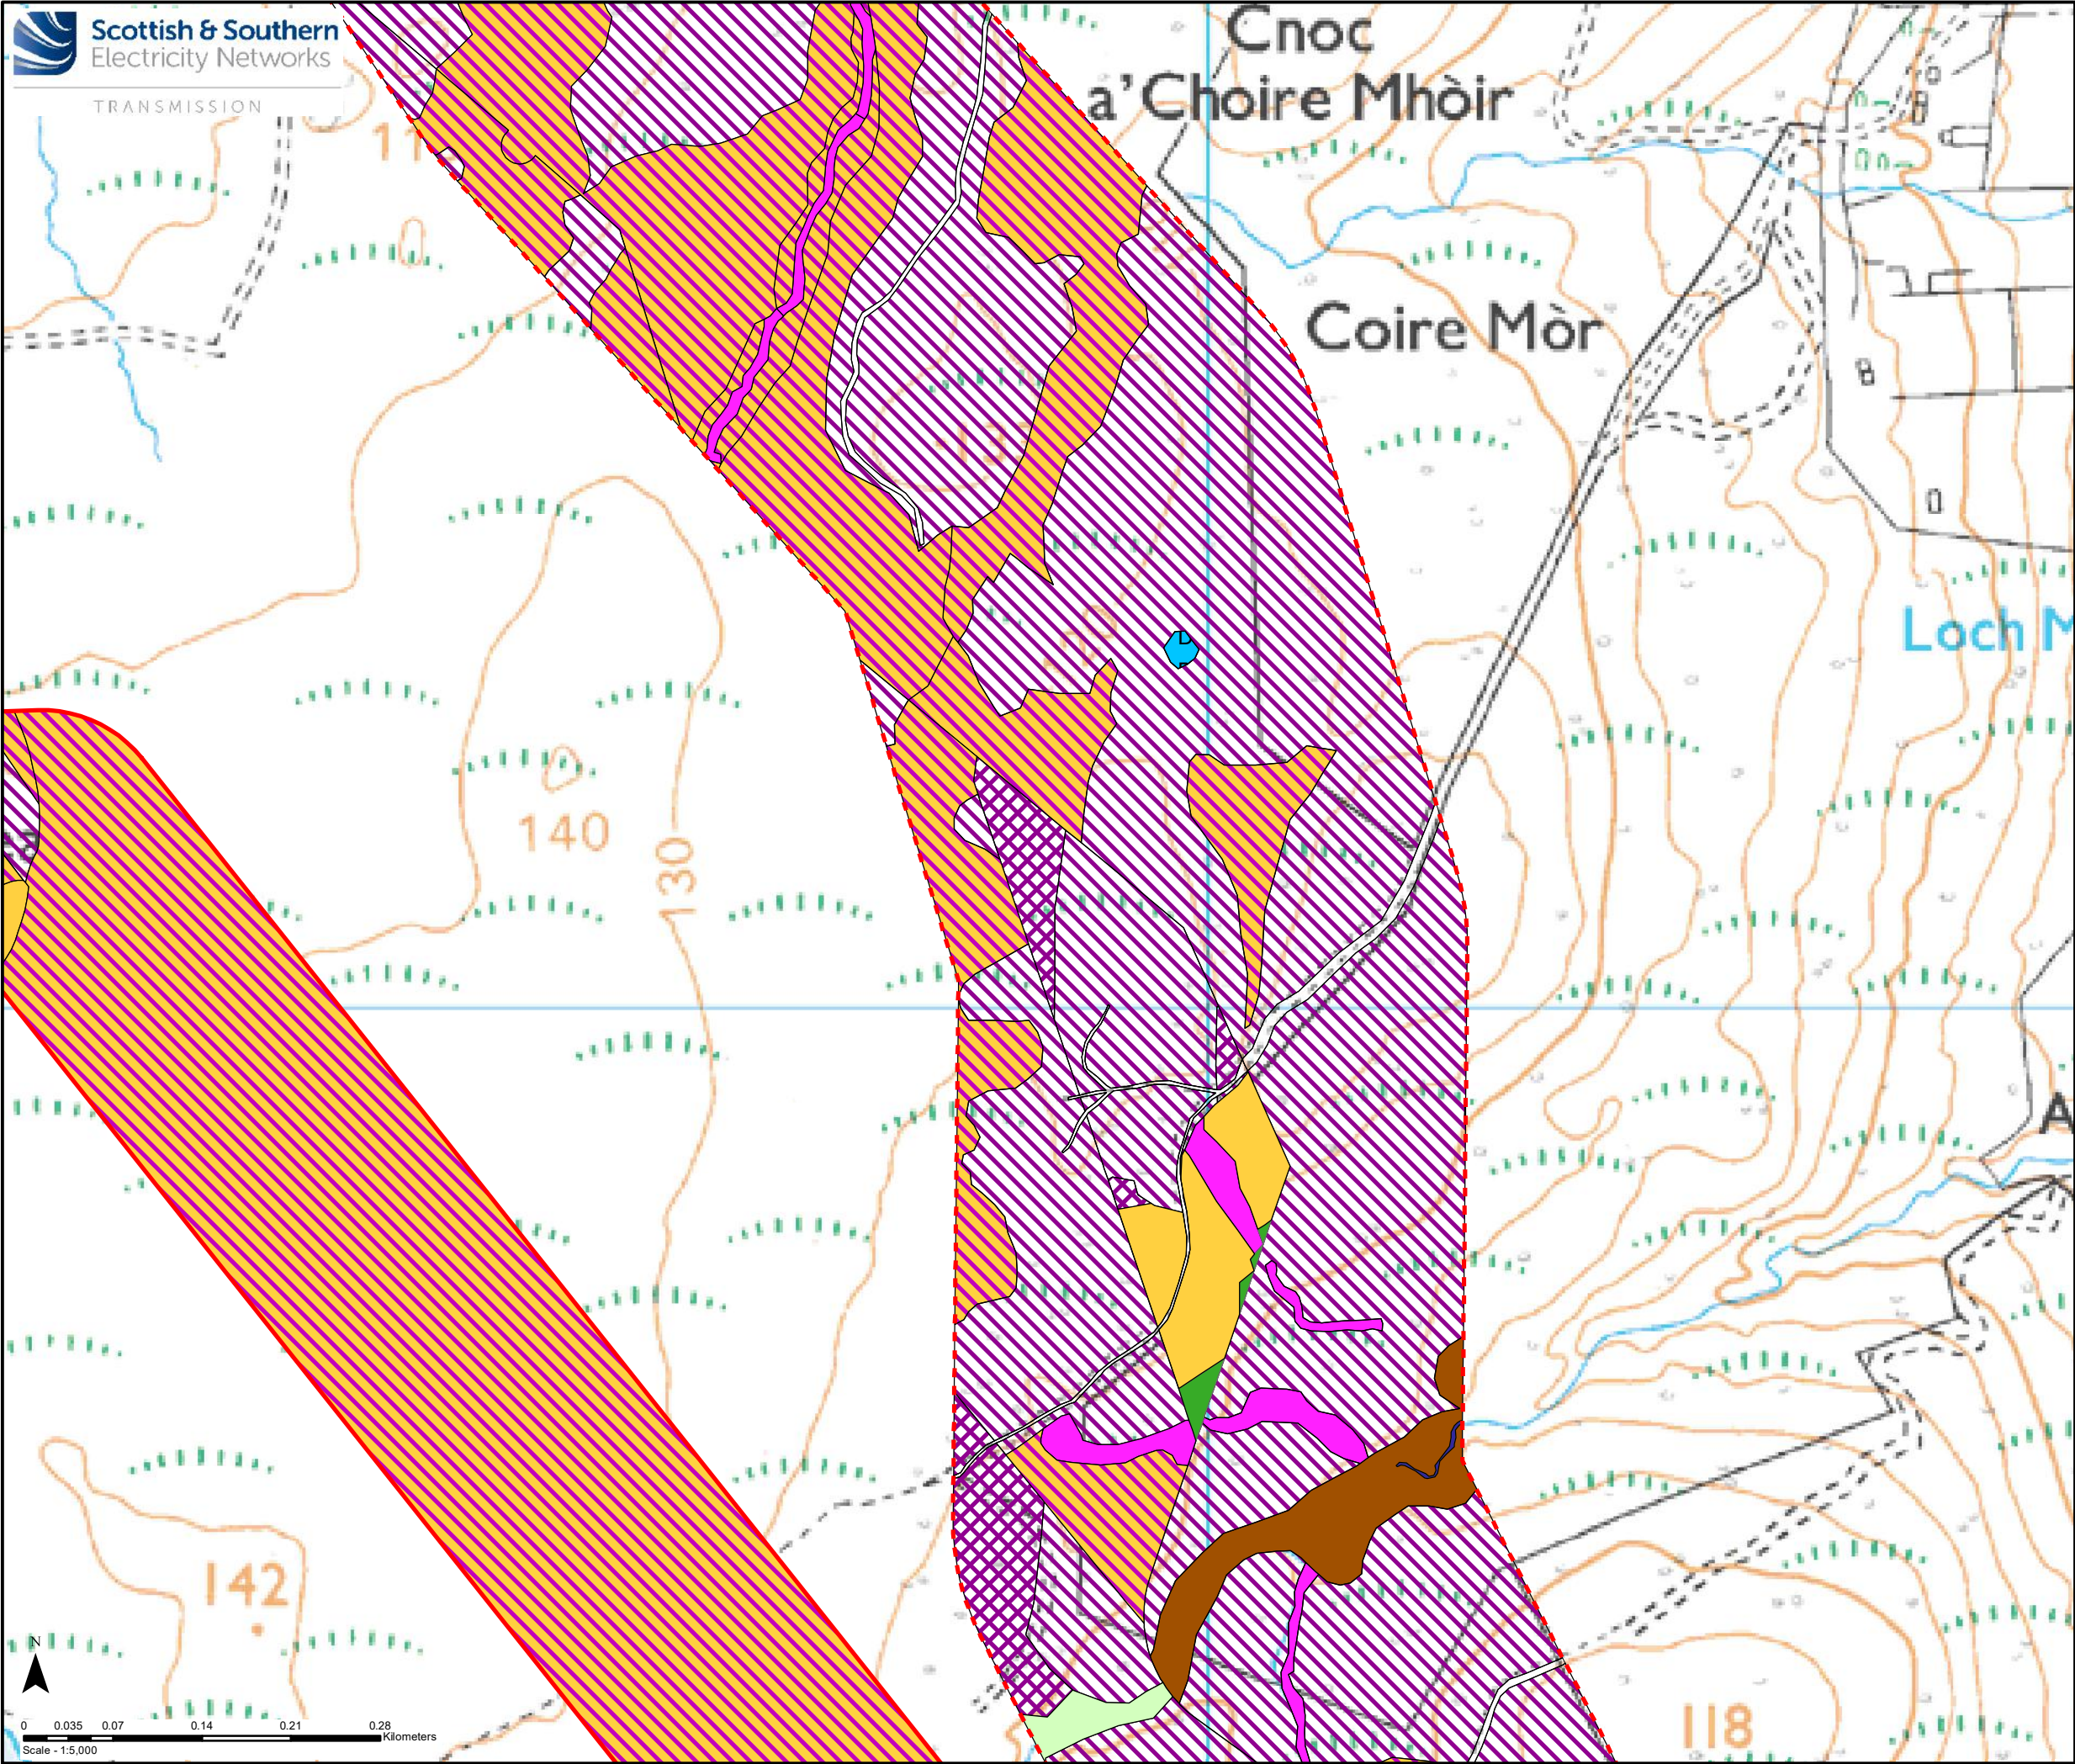 Scottish & Southern
Electricity Networks
TRANSMISSION
Cnoc
a'Choire Mhòir
Coire Mòr
B
Loch M
140
130
A
142
118
N
0 0.035 0.07 0.14 0.21 0.28
Kilometers
Scale - 1:5,000